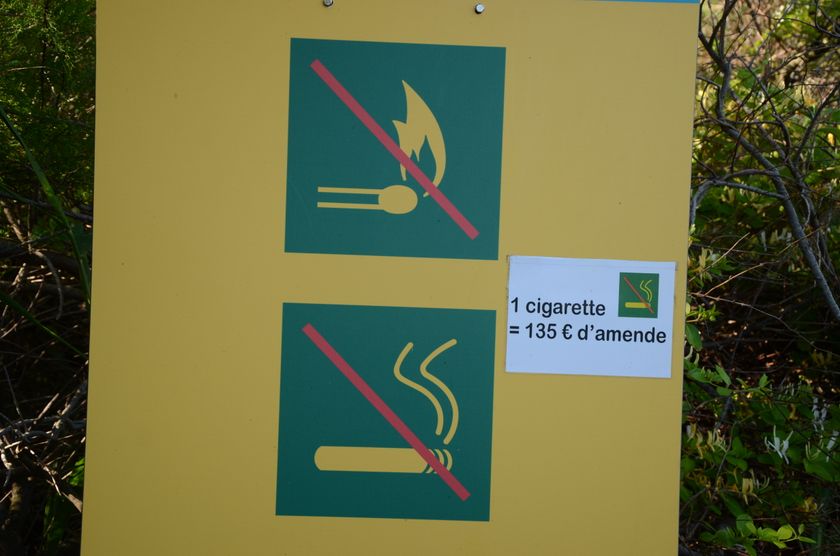 1 cigarette
= 135 € d'amende